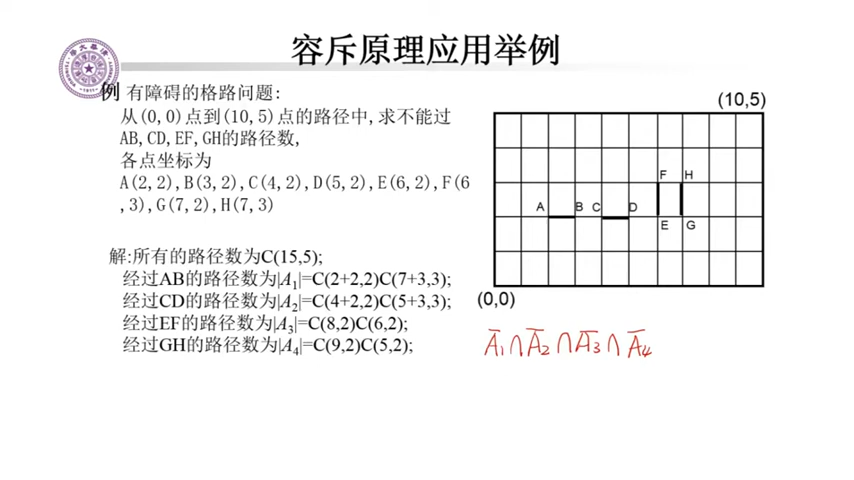 容斥原理应用举例
例 有障碍的格路问题:
从(0,0)点到(10,5)点的路径中,求不能过
AB,CD,EF,GH的路径数,
各点坐标为
A(2,2),B(3,2),C(4,2),D(5,2),E(6,2),F(6
,3),G(7,2),H(7,3)
解:所有的路径数为C(15,5);
经过AB的路径数为|A₁|=C(2+2,2)C(7+3,3);
经过CD的路径数为|A₂|=C(4+2,2)C(5+3,3);
经过EF的路径数为|A₃|=C(8,2)C(6,2);
经过GH的路径数为|A₄|=C(9,2)C(5,2);
(10,5)
F H
A B C D
E G
(0,0)
A̅₁∩A̅₂∩A̅₃∩A̅₄